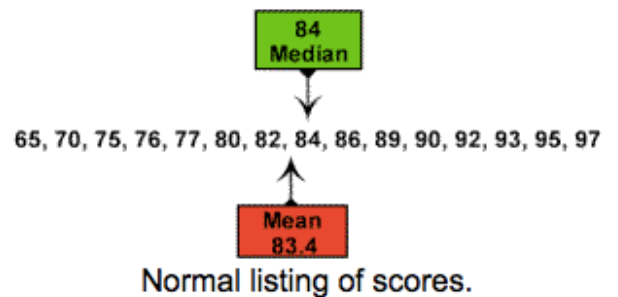 84
Median
65, 70, 75, 76, 77, 80, 82, 84, 86, 89, 90, 92, 93, 95, 97
Mean
83.4
Normal listing of scores.